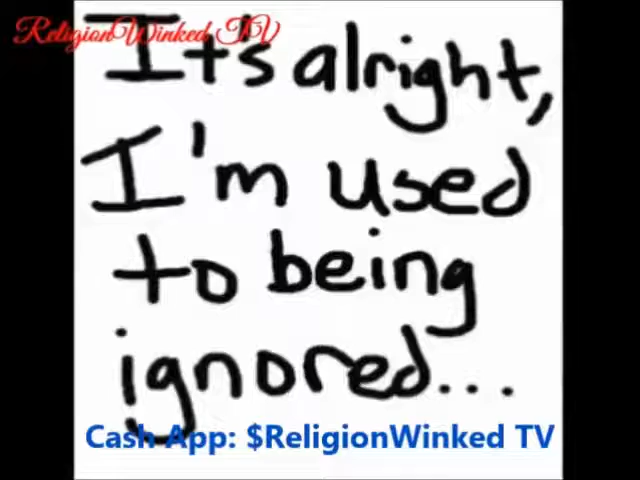 ReligionWinked TV
It's alright,
I'm used
to being
ignored...
Cash App: $ReligionWinked TV